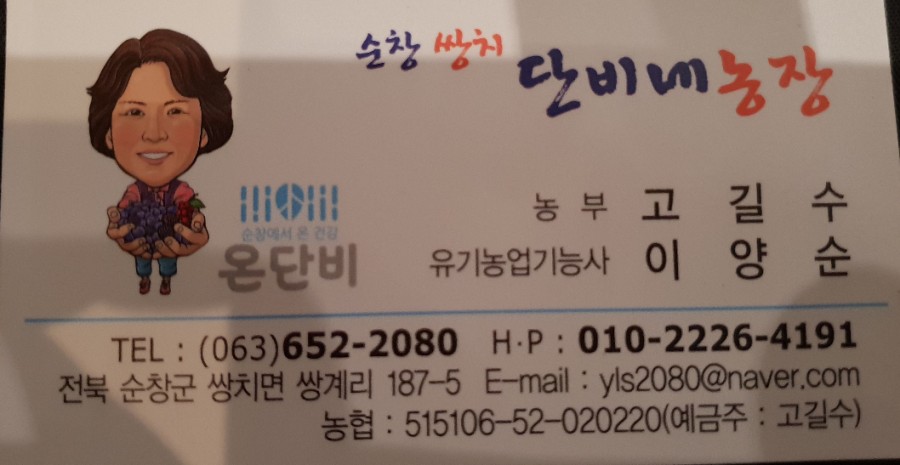 순창 쌍치 단비네농장
순창에서 온 건강
온단비
농부 고길수
유기농업기능사 이양순
TEL : (063)652-2080 H·P : 010-2226-4191
전북 순창군 쌍치면 쌍계리 187-5 E-mail : yls2080@naver.com
농협 : 515106-52-020220(예금주 : 고길수)